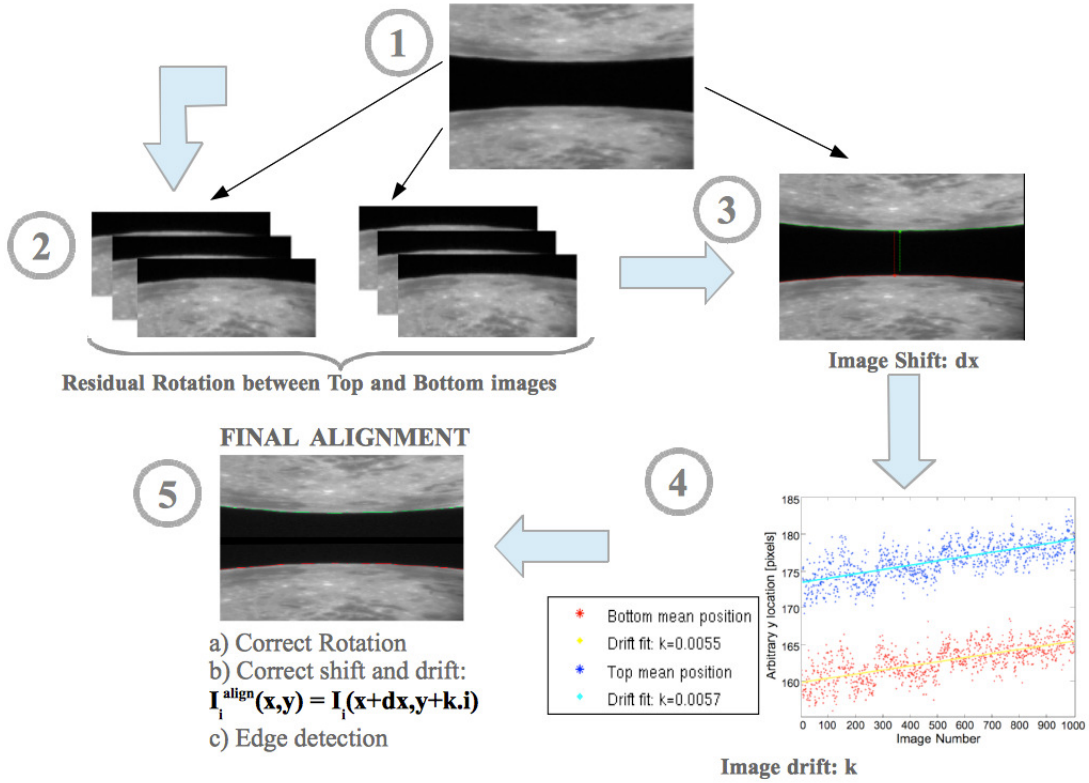 1
2
3
Image Shift: dx
Residual Rotation between Top and Bottom images
FINAL ALIGNMENT
5
4
a) Correct Rotation
b) Correct shift and drift:
I_i^align(x,y) = I_i(x+dx,y+k.i)
c) Edge detection
Bottom mean position
Drift fit: k=0.0055
Top mean position
Drift fit: k=0.0057
Arbitrary y location [pixels]
185
180
175
170
165
160
0 100 200 300 400 500 600 700 800 900 1000
Image Number
Image drift: k